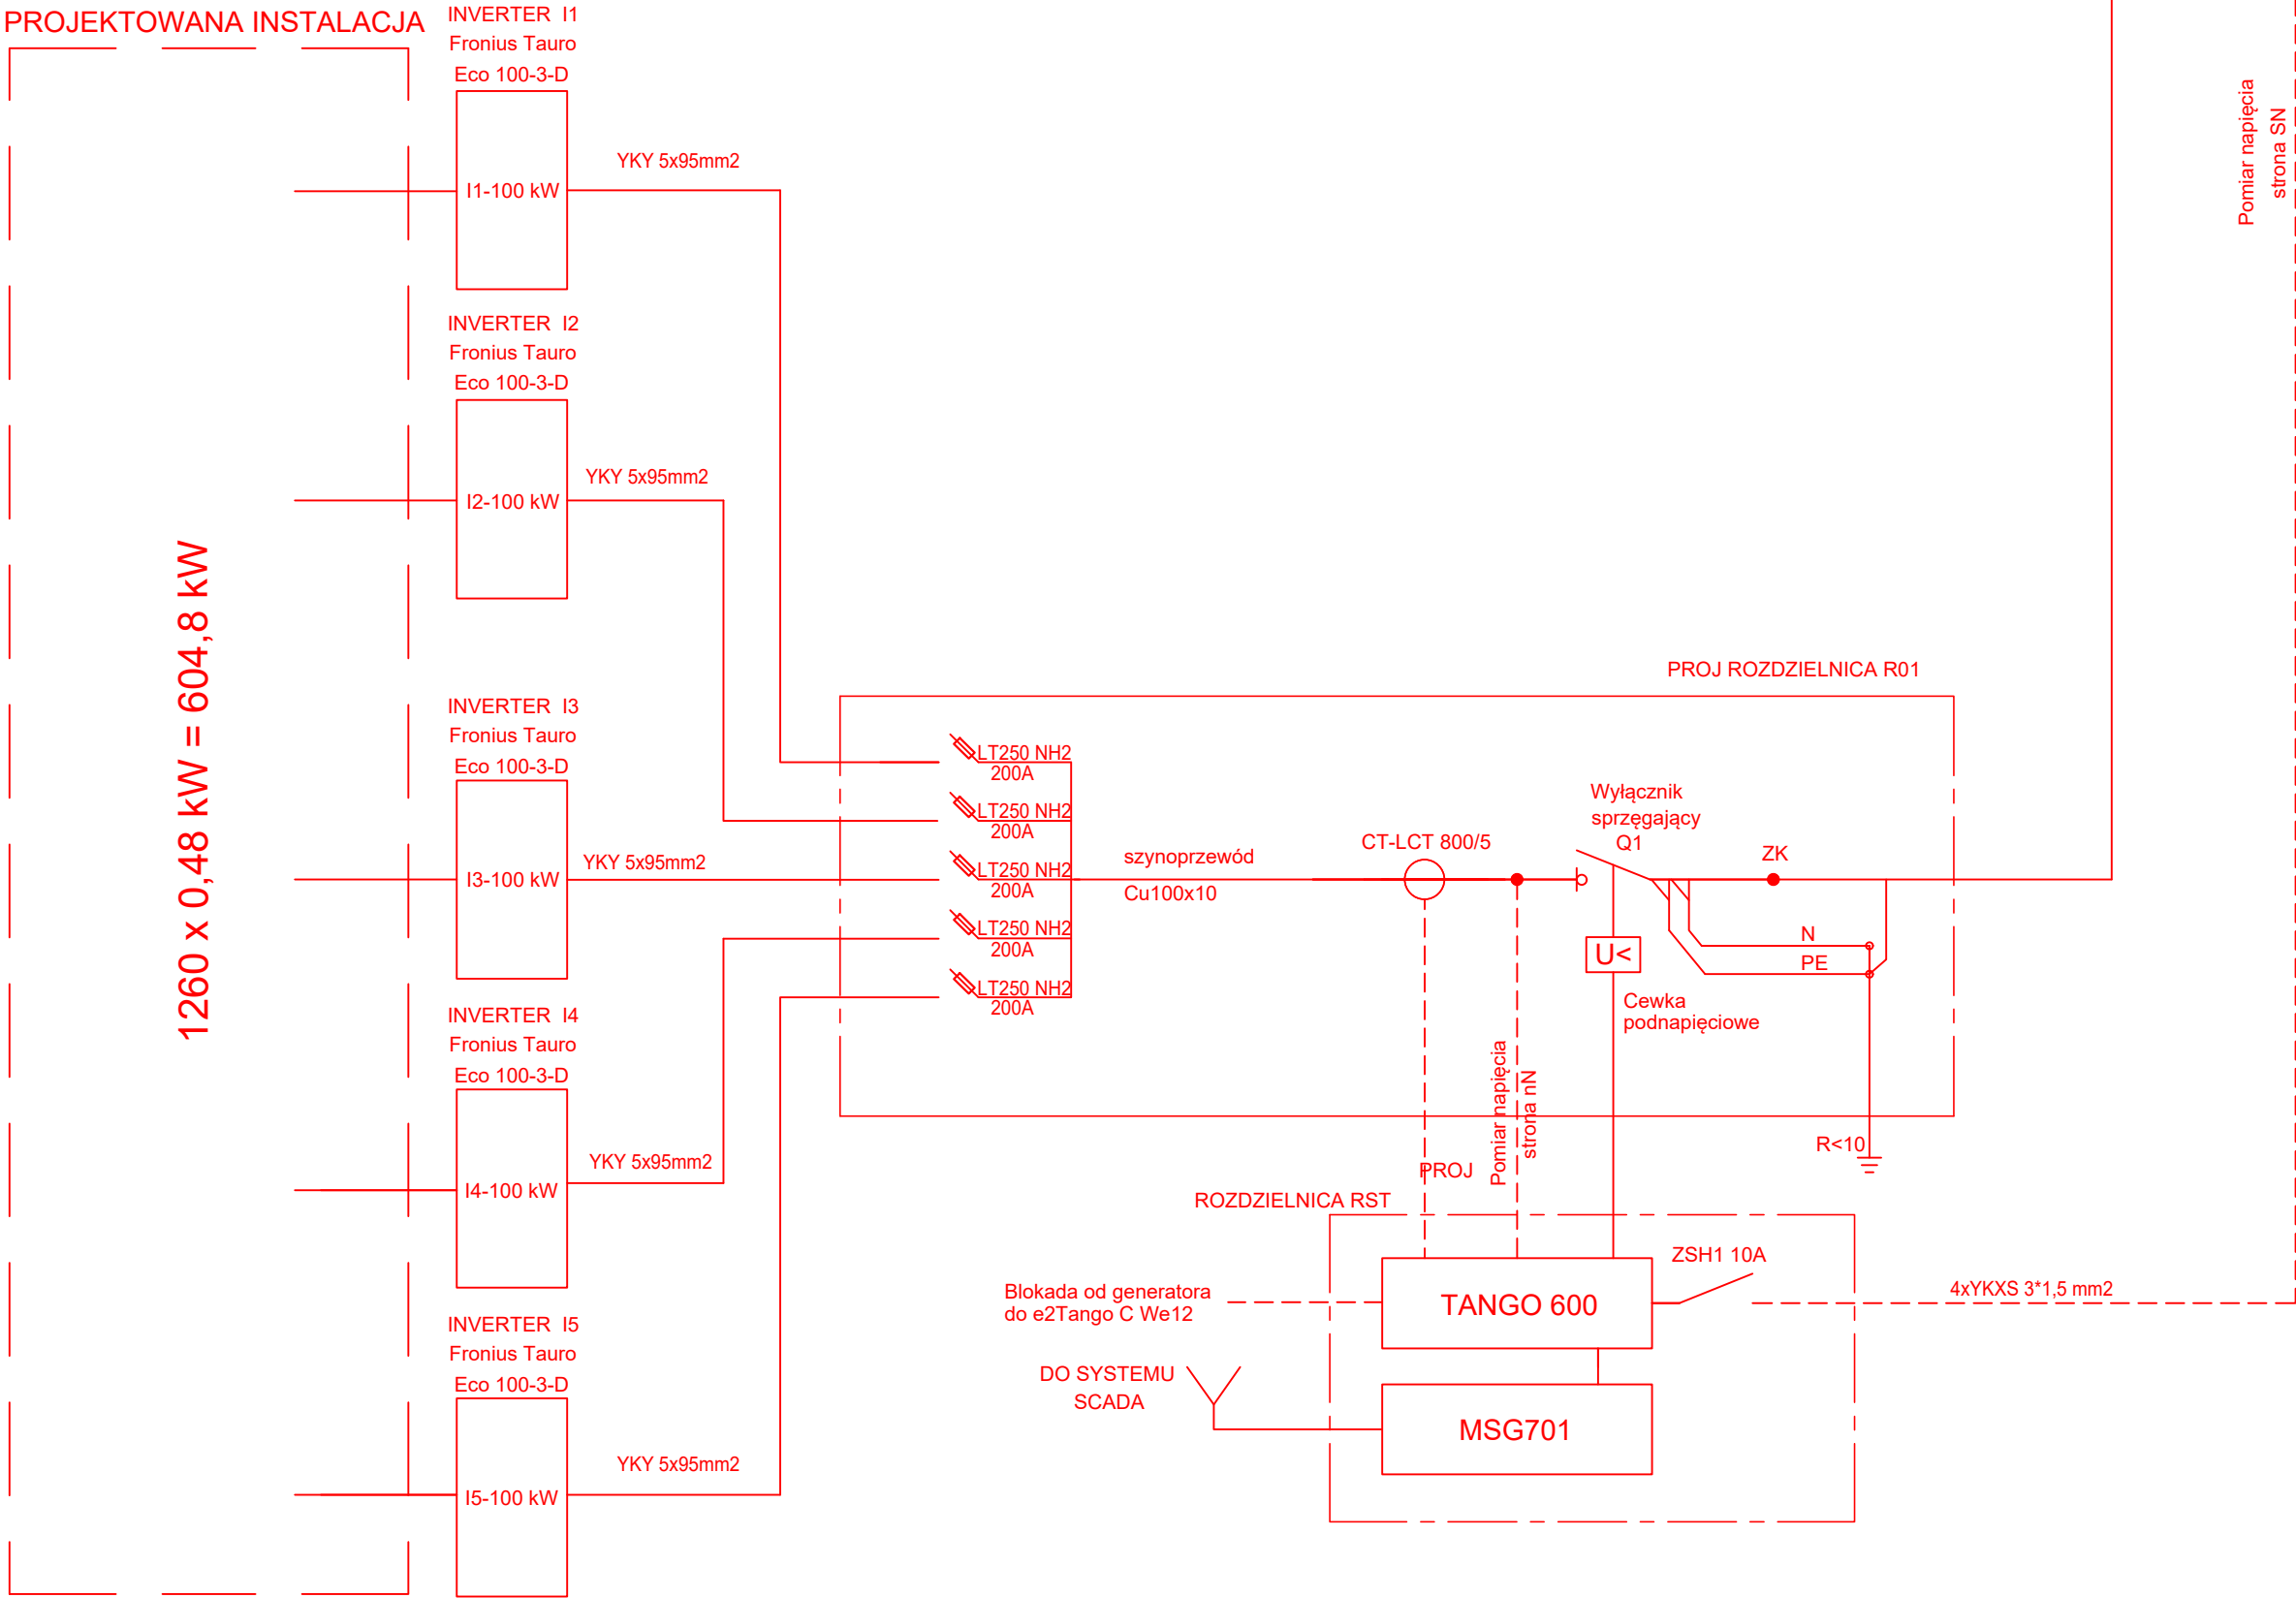 PROJEKTOWANA INSTALACJA
INVERTER I1
Fronius Tauro
Eco 100-3-D
I1-100 kW
YKY 5x95mm2
Pomiar napięcia
strona SN
INVERTER I2
Fronius Tauro
Eco 100-3-D
I2-100 kW
YKY 5x95mm2
1260 x 0,48 kW = 604,8 kW
INVERTER I3
Fronius Tauro
Eco 100-3-D
I3-100 kW
YKY 5x95mm2
INVERTER I4
Fronius Tauro
Eco 100-3-D
I4-100 kW
YKY 5x95mm2
INVERTER I5
Fronius Tauro
Eco 100-3-D
I5-100 kW
YKY 5x95mm2
PROJ ROZDZIELNICA R01
LT250 NH2
200A
LT250 NH2
200A
LT250 NH2
200A
LT250 NH2
200A
LT250 NH2
200A
szynoprzewód
Cu100x10
CT-LCT 800/5
Wyłącznik
sprzęgający
Q1
ZK
N
PE
U<
Cewka
podnapięciowe
Pomiar napięcia
strona nN
R<10
PROJ
ROZDZIELNICA RST
ZSH1 10A
Blokada od generatora
do e2Tango C We12
TANGO 600
4xYKXS 3*1,5 mm2
DO SYSTEMU
SCADA
MSG701